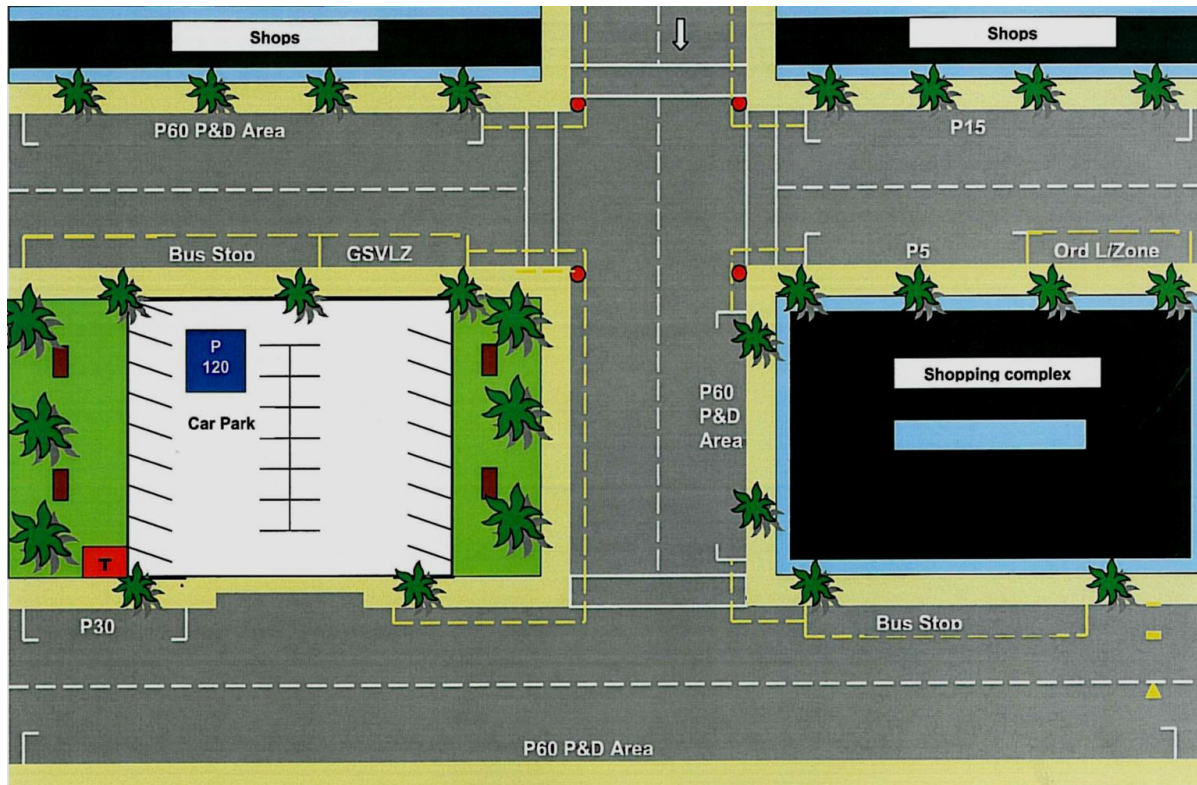 Shops
Shops
P60 P&D Area
P15
Bus Stop
GSVLZ
P5
Ord L/Zone
P
120
Car Park
P60
P&D
Area
Shopping complex
T
P30
Bus Stop
P60 P&D Area